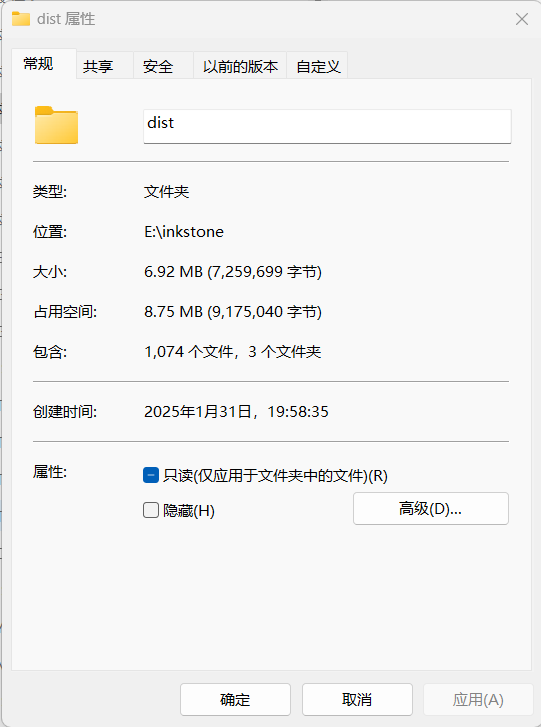 dist 属性
常规 共享 安全 以前的版本 自定义
dist
类型: 文件夹
位置: E:\inkstone
大小: 6.92 MB (7,259,699 字节)
占用空间: 8.75 MB (9,175,040 字节)
包含: 1,074 个文件，3 个文件夹
创建时间: 2025年1月31日，19:58:35
属性: 只读(仅应用于文件夹中的文件)(R)
隐藏(H) 高级(D)...
确定 取消 应用(A)